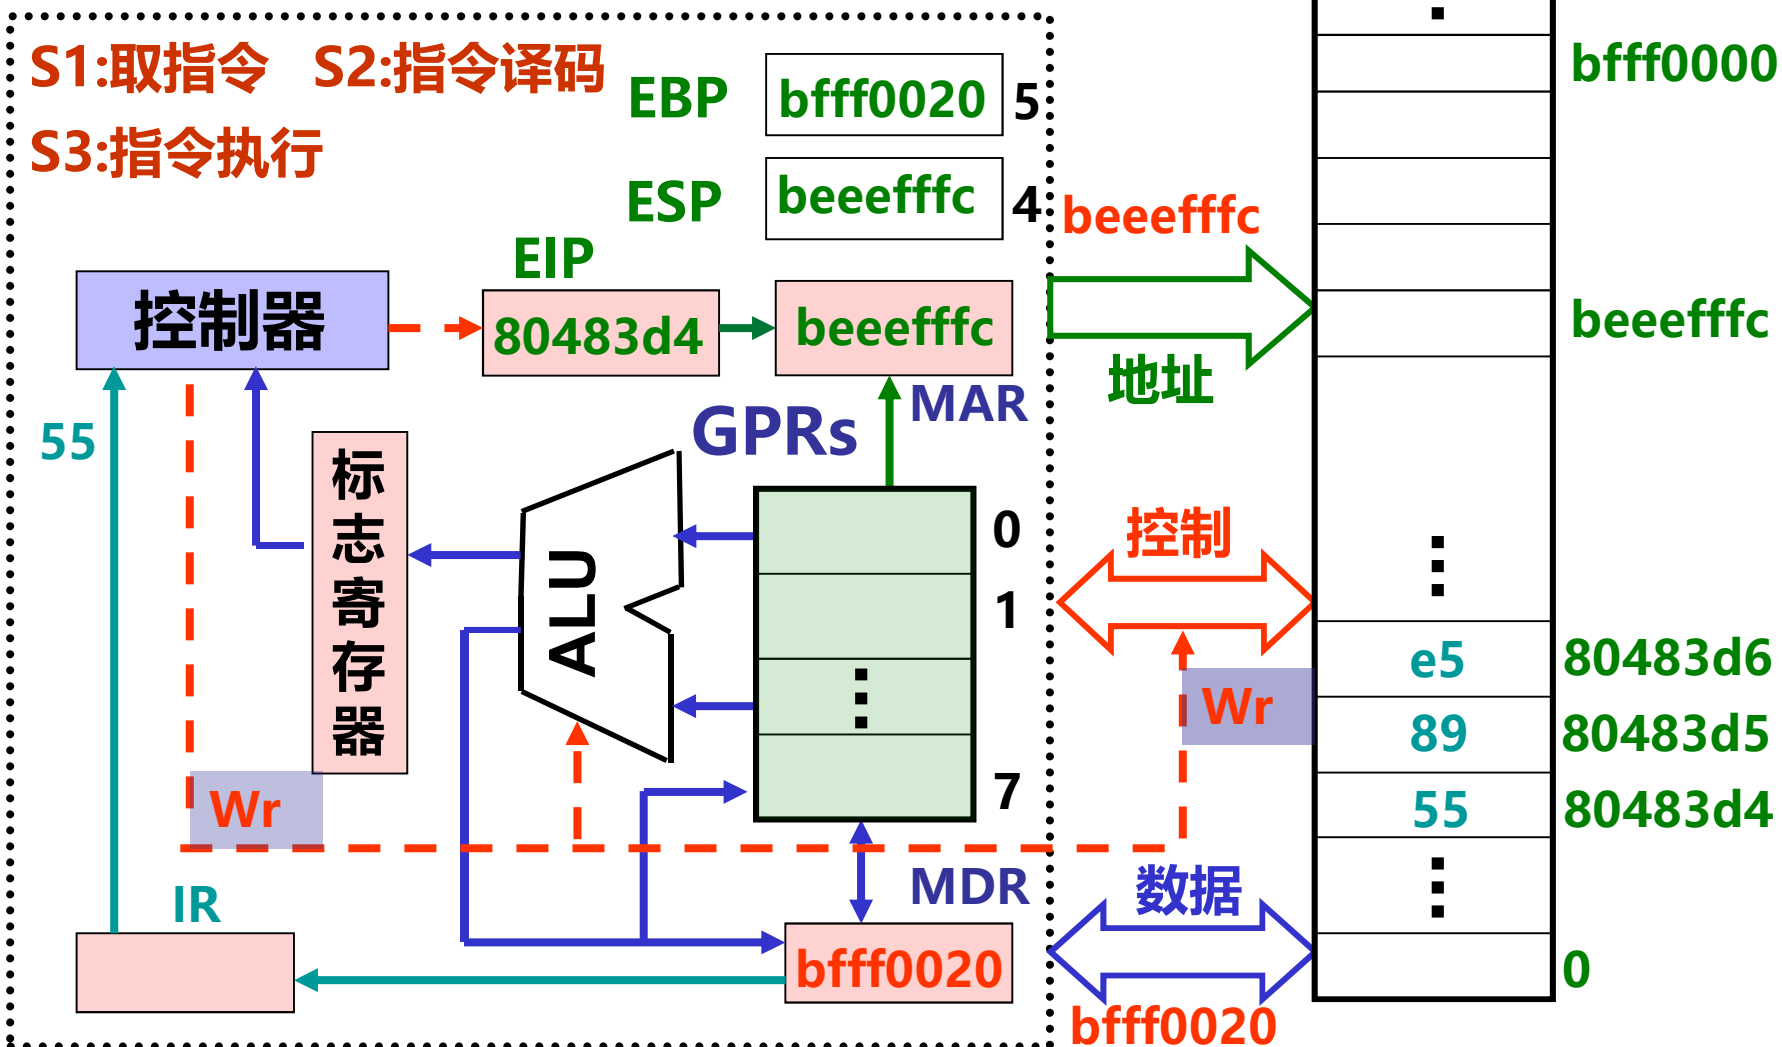 S1:取指令 S2:指令译码
S3:指令执行
EBP
bfff0020
5
ESP
beeefffc
4
EIP
控制器
80483d4
beeefffc
MAR
beeefffc
地址
bfff0000
beeefffc
55
标志寄存器
ALU
GPRs
0
1
7
控制
Wr
Wr
e5
80483d6
89
80483d5
55
80483d4
IR
MDR
bfff0020
数据
bfff0020
0